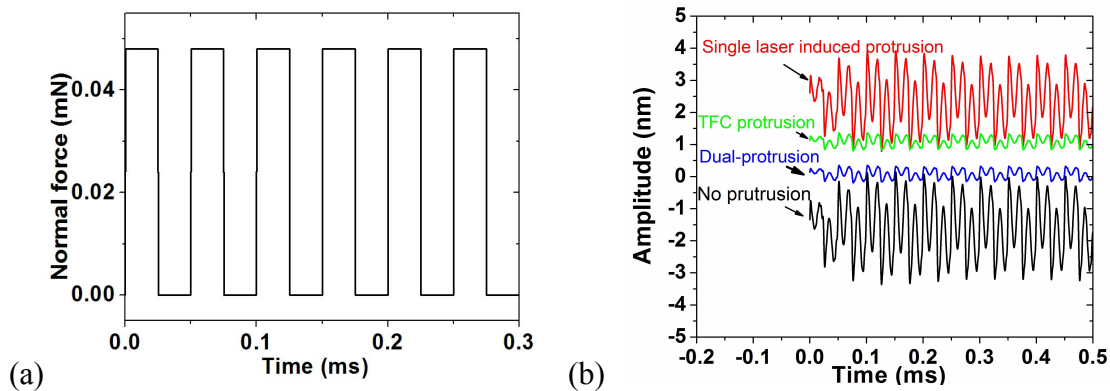 Normal force (mN)
0.04
0.02
0.00
0.0 0.1 0.2 0.3
Time (ms)
(a)
Amplitude (nm)
5
4
3
2
1
0
-1
-2
-3
-4
-5
Single laser induced protrusion
TFC protrusion
Dual-protrusion
No prutrusion
-0.2 -0.1 0.0 0.1 0.2 0.3 0.4 0.5
Time (ms)
(b)